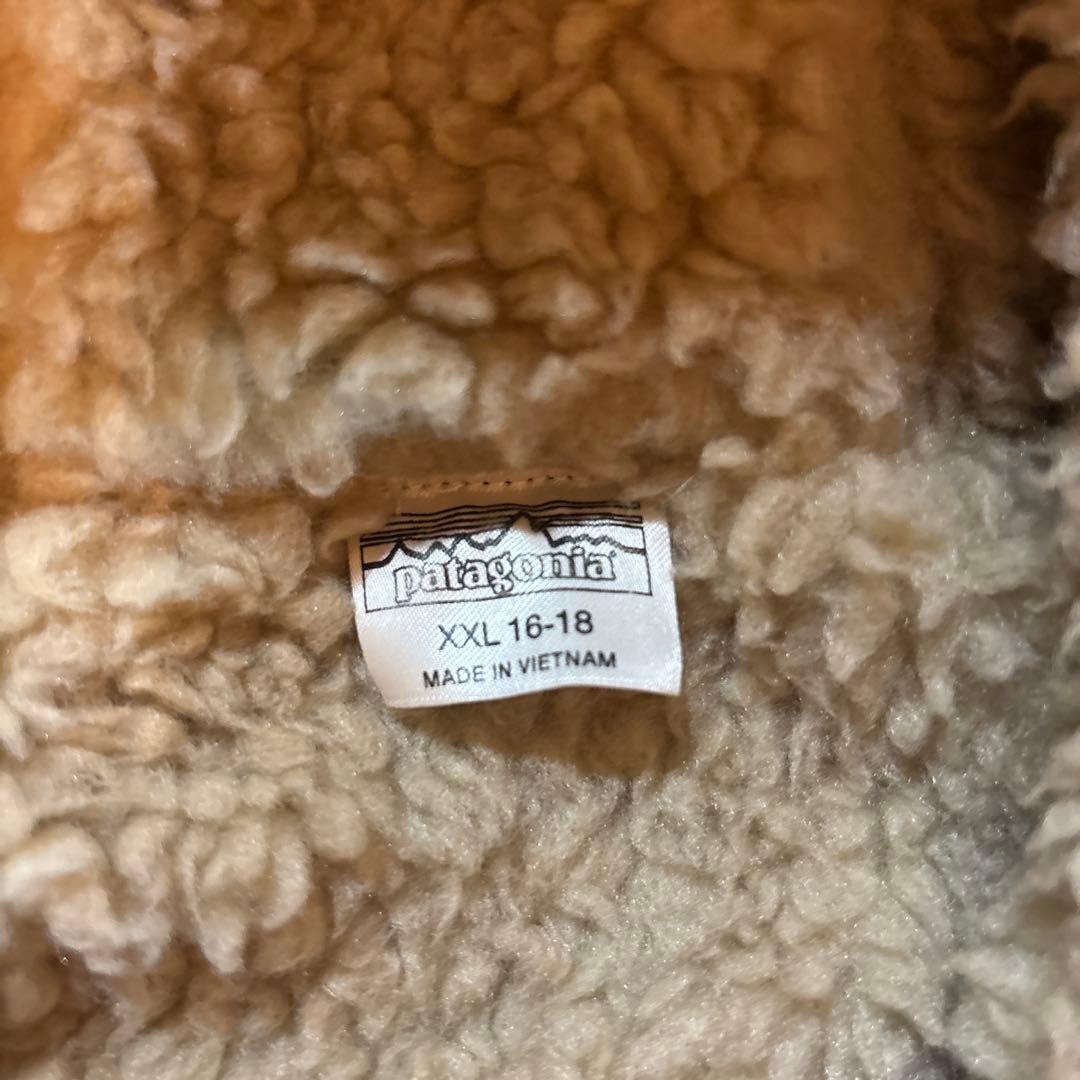 patagonia
XXL 16-18
MADE IN VIETNAM